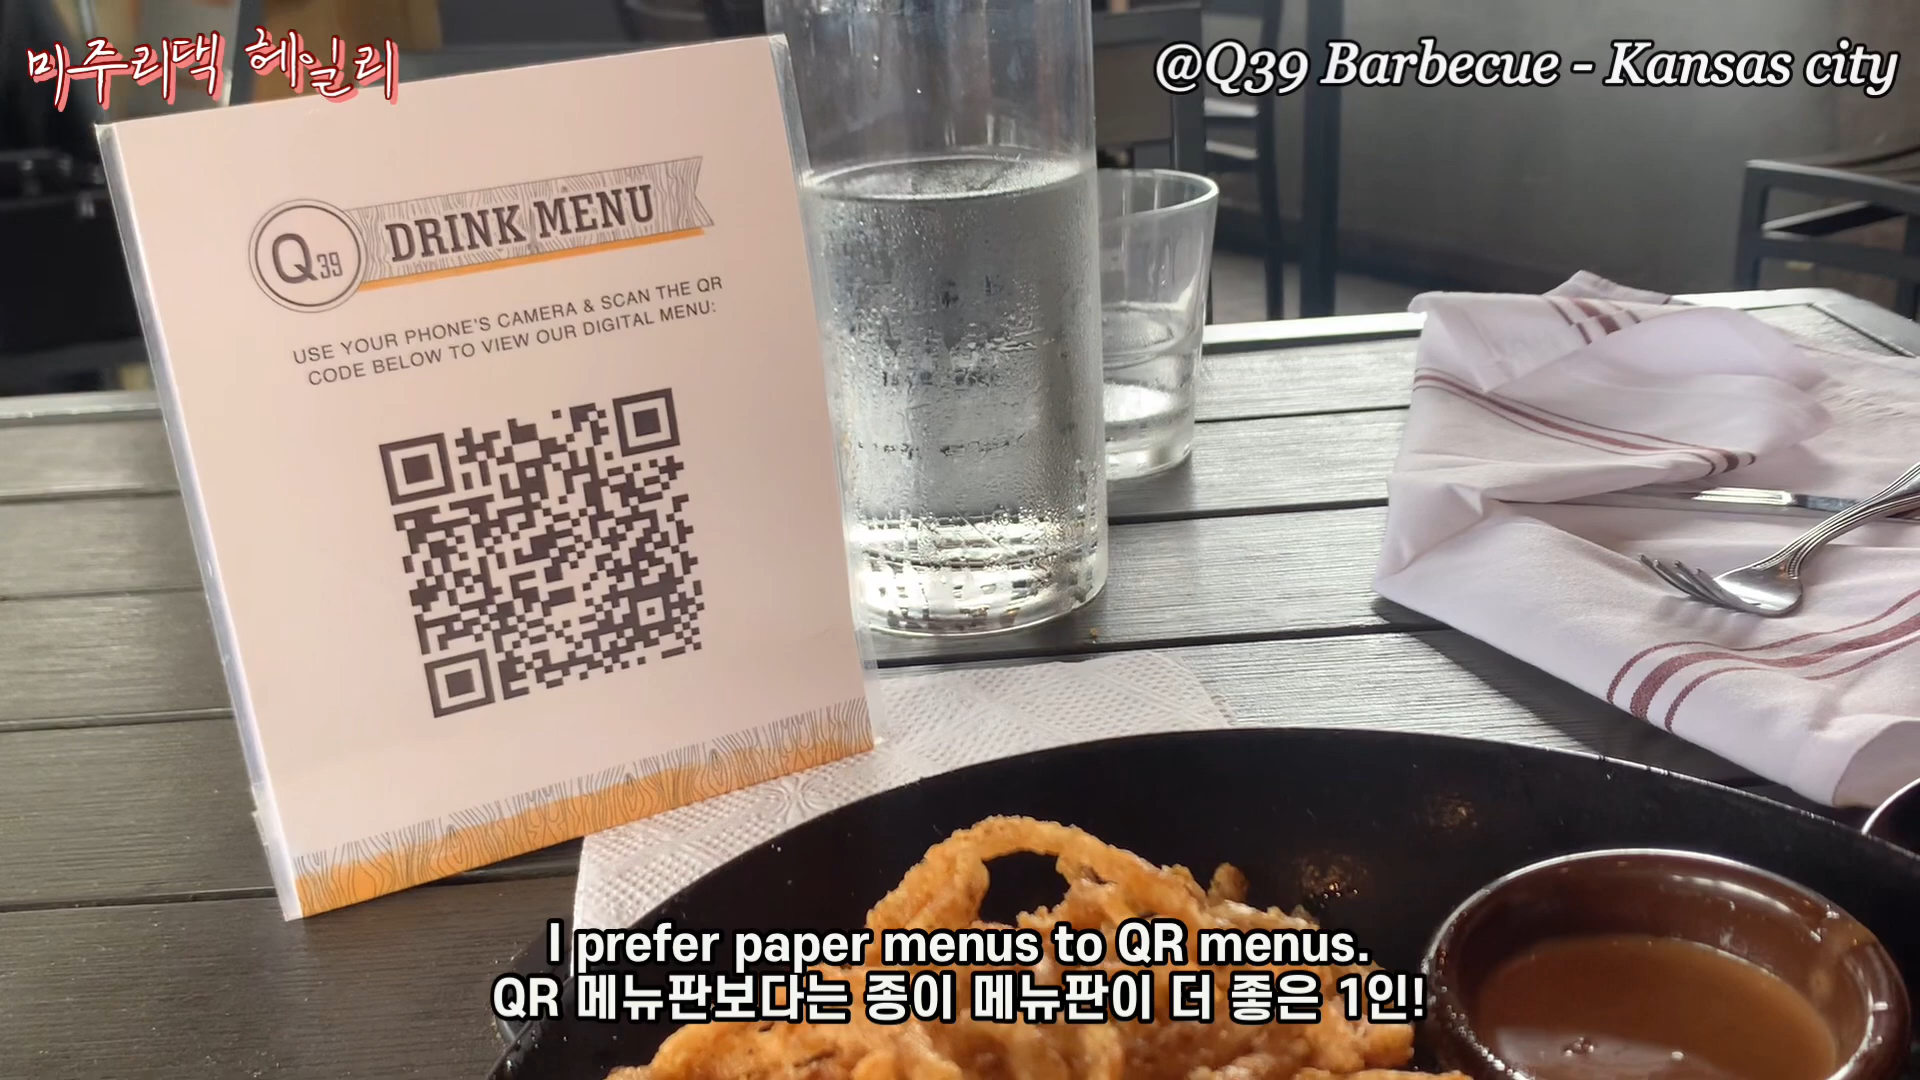 미주리댁 헤일리
@Q39 Barbecue - Kansas city
Q39 DRINK MENU
USE YOUR PHONE'S CAMERA & SCAN THE QR
CODE BELOW TO VIEW OUR DIGITAL MENU:
I prefer paper menus to QR menus.
QR 메뉴판보다는 종이 메뉴판이 더 좋은 1인!